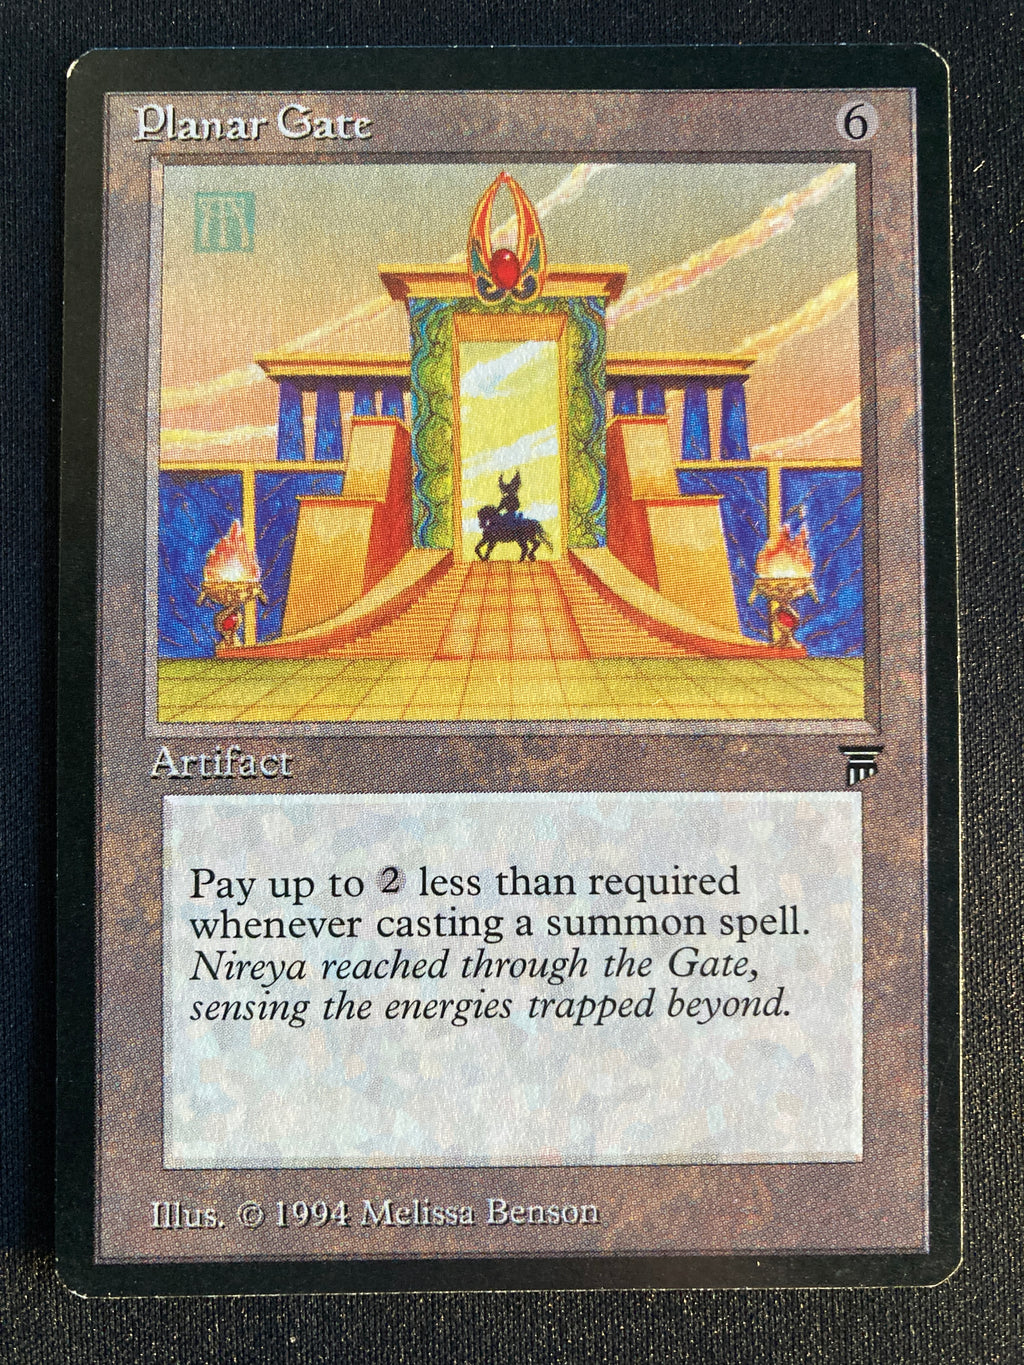 Planar Gate 6
Artifact
Pay up to 2 less than required
whenever casting a summon spell.
Nireya reached through the Gate,
sensing the energies trapped beyond.
Illus. © 1994 Melissa Benson